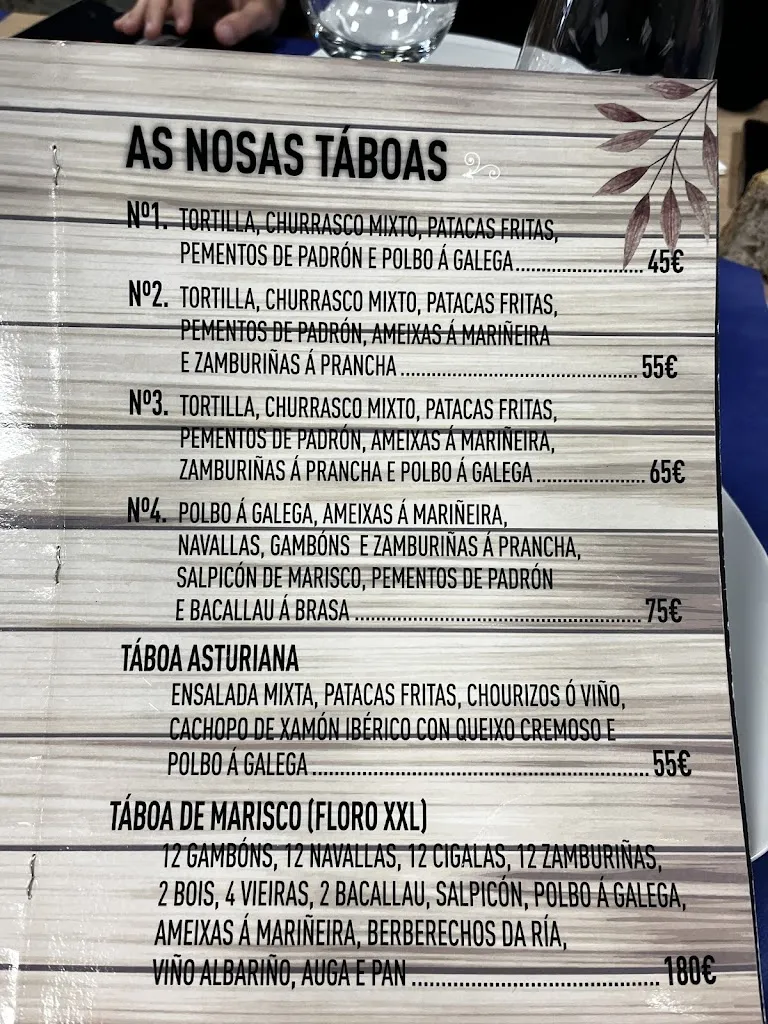 AS NOSAS TÁBOAS
Nº1. TORTILLA, CHURRASCO MIXTO, PATACAS FRITAS,
PEMENTOS DE PADRÓN E POLBO Á GALEGA........................ 45€
Nº2. TORTILLA, CHURRASCO MIXTO, PATACAS FRITAS,
PEMENTOS DE PADRÓN, AMEIXAS Á MARIÑEIRA
E ZAMBURIÑAS Á PRANCHA ............................................. 55€
Nº3. TORTILLA, CHURRASCO MIXTO, PATACAS FRITAS,
PEMENTOS DE PADRÓN, AMEIXAS Á MARIÑEIRA,
ZAMBURIÑAS Á PRANCHA E POLBO Á GALEGA ..................... 65€
Nº4. POLBO Á GALEGA, AMEIXAS Á MARIÑEIRA,
NAVALLAS, GAMBÓNS E ZAMBURIÑAS Á PRANCHA,
SALPICÓN DE MARISCO, PEMENTOS DE PADRÓN
E BACALLAU Á BRASA ...................................................... 75€
TÁBOA ASTURIANA
ENSALADA MIXTA, PATACAS FRITAS, CHOURIZOS Ó VIÑO,
CACHOPO DE XAMÓN IBÉRICO CON QUEIXO CREMOSO E
POLBO Á GALEGA ............................................................ 55€
TÁBOA DE MARISCO (FLORO XXL)
12 GAMBÓNS, 12 NAVALLAS, 12 CIGALAS, 12 ZAMBURIÑAS,
2 BOIS, 4 VIEIRAS, 2 BACALLAU, SALPICÓN, POLBO Á GALEGA,
AMEIXAS Á MARIÑEIRA, BERBERECHOS DA RÍA,
VIÑO ALBARIÑO, AUGA E PAN ............................................ 180€